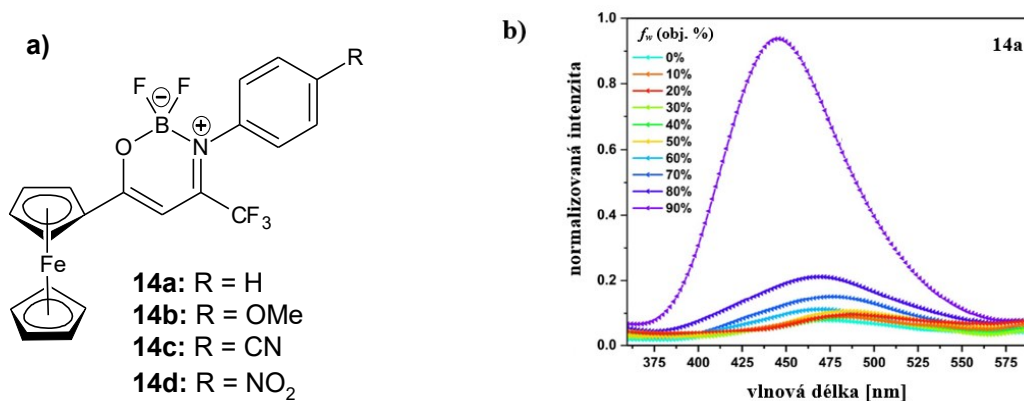 a)
R
F F
⊖
B
⊕
O
N
CF3
Fe
14a: R = H
14b: R = OMe
14c: R = CN
14d: R = NO2
b)
1.0
0.8
0.6
0.4
0.2
0.0
normalizovaná intenzita
fw (obj. %)
0%
10%
20%
30%
40%
50%
60%
70%
80%
90%
14a
375 400 425 450 475 500 525 550 575
vlnová délka [nm]